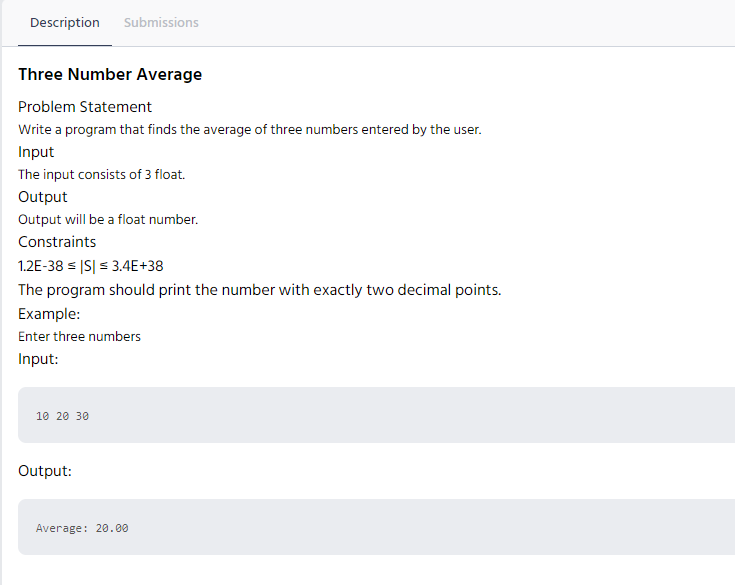 Description Submissions
Three Number Average
Problem Statement
Write a program that finds the average of three numbers entered by the user.
Input
The input consists of 3 float.
Output
Output will be a float number.
Constraints
1.2E-38 ≤ |S| ≤ 3.4E+38
The program should print the number with exactly two decimal points.
Example:
Enter three numbers
Input:
10 20 30
Output:
Average: 20.00